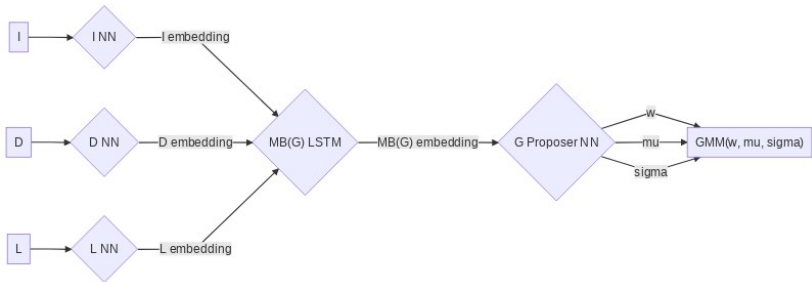 I
I NN
I embedding
D
D NN
D embedding
MB(G) LSTM
MB(G) embedding
G Proposer NN
w
mu
sigma
GMM(w, mu, sigma)
L
L NN
L embedding